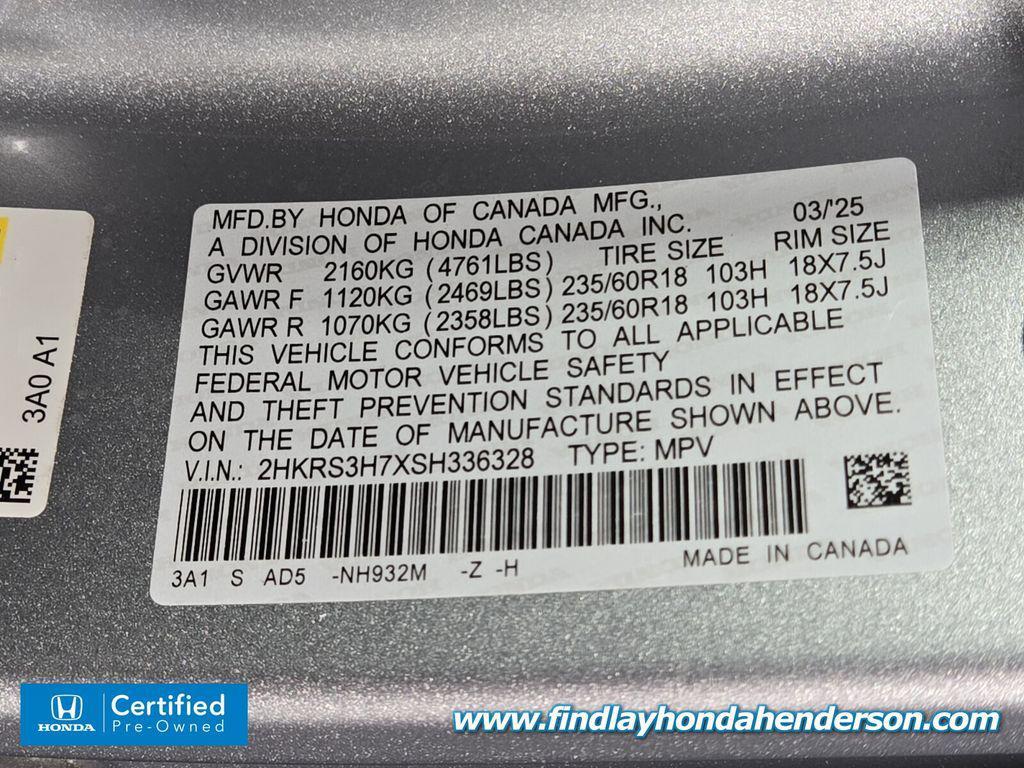 MFD.BY HONDA OF CANADA MFG.,
A DIVISION OF HONDA CANADA INC. 03/'25
GVWR 2160KG (4761LBS) TIRE SIZE RIM SIZE
GAWR F 1120KG (2469LBS) 235/60R18 103H 18X7.5J
GAWR R 1070KG (2358LBS) 235/60R18 103H 18X7.5J
THIS VEHICLE CONFORMS TO ALL APPLICABLE
FEDERAL MOTOR VEHICLE SAFETY
AND THEFT PREVENTION STANDARDS IN EFFECT
ON THE DATE OF MANUFACTURE SHOWN ABOVE.
V.I.N.: 2HKRS3H7XSH336328 TYPE: MPV
3A1 S AD5 -NH932M -Z -H MADE IN CANADA
3A0 A1
HONDA
Certified
Pre-Owned
www.findlayhondahenderson.com